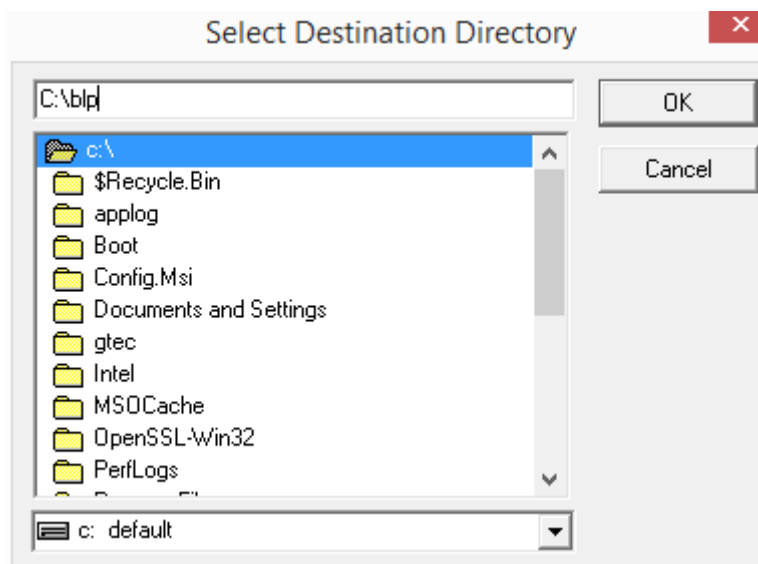 Select Destination Directory
C:\blp
OK
c:\
Cancel
$Recycle.Bin
applog
Boot
Config.Msi
Documents and Settings
gtec
Intel
MSOCache
OpenSSL-Win32
PerfLogs
c: default